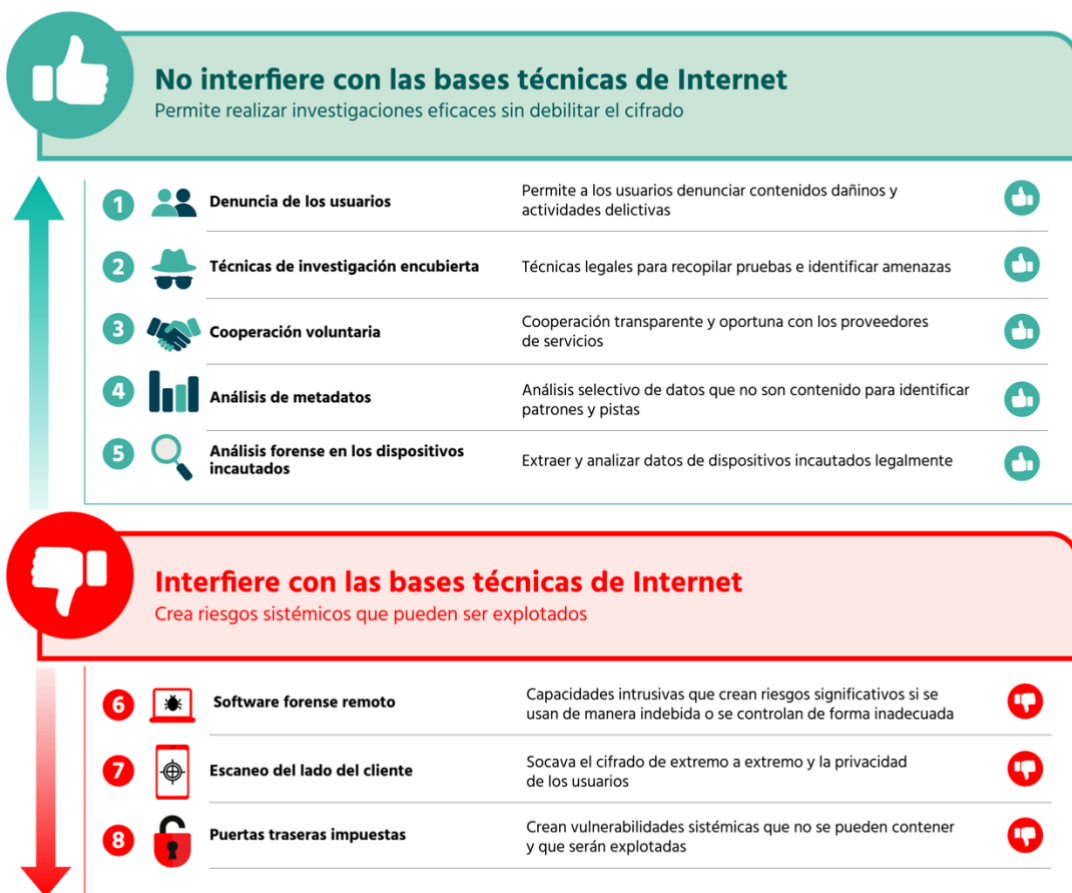 No interfiere con las bases técnicas de Internet
Permite realizar investigaciones eficaces sin debilitar el cifrado
1
Denuncia de los usuarios
Permite a los usuarios denunciar contenidos dañinos y
actividades delictivas
2
Técnicas de investigación encubierta
Técnicas legales para recopilar pruebas e identificar amenazas
3
Cooperación voluntaria
Cooperación transparente y oportuna con los proveedores
de servicios
4
Análisis de metadatos
Análisis selectivo de datos que no son contenido para identificar
patrones y pistas
5
Análisis forense en los dispositivos
incautados
Extraer y analizar datos de dispositivos incautados legalmente
Interfiere con las bases técnicas de Internet
Crea riesgos sistémicos que pueden ser explotados
6
Software forense remoto
Capacidades intrusivas que crean riesgos significativos si se
usan de manera indebida o se controlan de forma inadecuada
7
Escaneo del lado del cliente
Socava el cifrado de extremo a extremo y la privacidad
de los usuarios
8
Puertas traseras impuestas
Crean vulnerabilidades sistémicas que no se pueden contener
y que serán explotadas